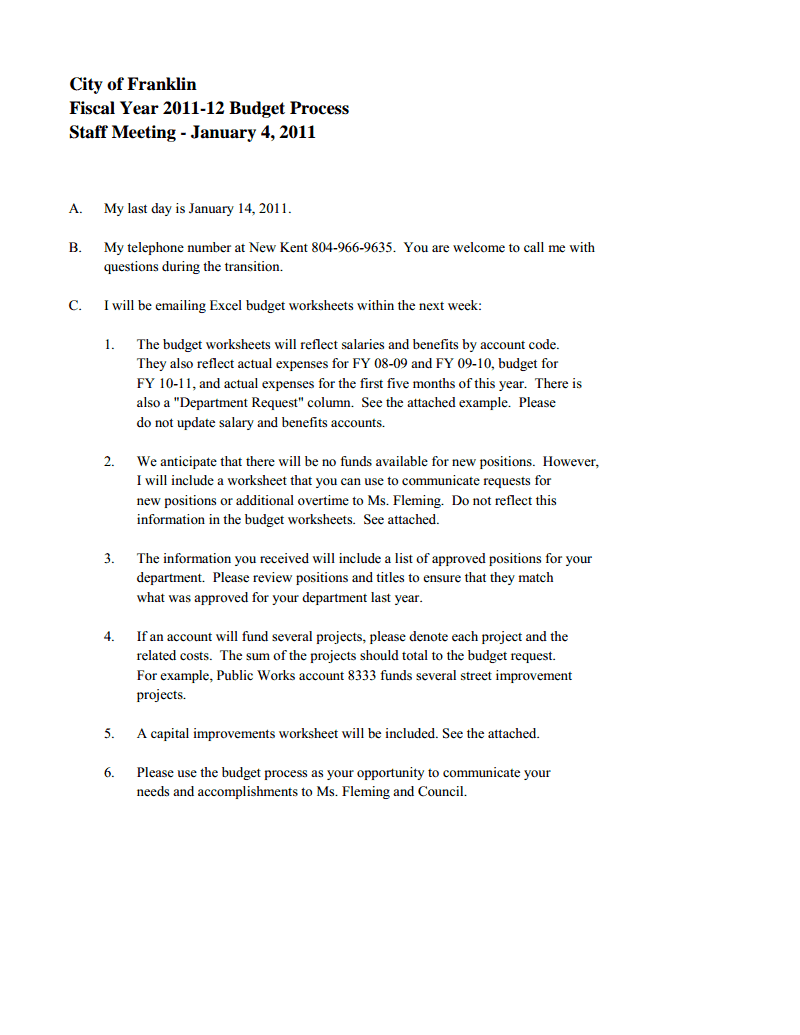 City of Franklin
Fiscal Year 2011-12 Budget Process
Staff Meeting - January 4, 2011
A. My last day is January 14, 2011.
B. My telephone number at New Kent 804-966-9635. You are welcome to call me with
questions during the transition.
C. I will be emailing Excel budget worksheets within the next week:
1. The budget worksheets will reflect salaries and benefits by account code.
They also reflect actual expenses for FY 08-09 and FY 09-10, budget for
FY 10-11, and actual expenses for the first five months of this year. There is
also a "Department Request" column. See the attached example. Please
do not update salary and benefits accounts.
2. We anticipate that there will be no funds available for new positions. However,
I will include a worksheet that you can use to communicate requests for
new positions or additional overtime to Ms. Fleming. Do not reflect this
information in the budget worksheets. See attached.
3. The information you received will include a list of approved positions for your
department. Please review positions and titles to ensure that they match
what was approved for your department last year.
4. If an account will fund several projects, please denote each project and the
related costs. The sum of the projects should total to the budget request.
For example, Public Works account 8333 funds several street improvement
projects.
5. A capital improvements worksheet will be included. See the attached.
6. Please use the budget process as your opportunity to communicate your
needs and accomplishments to Ms. Fleming and Council.